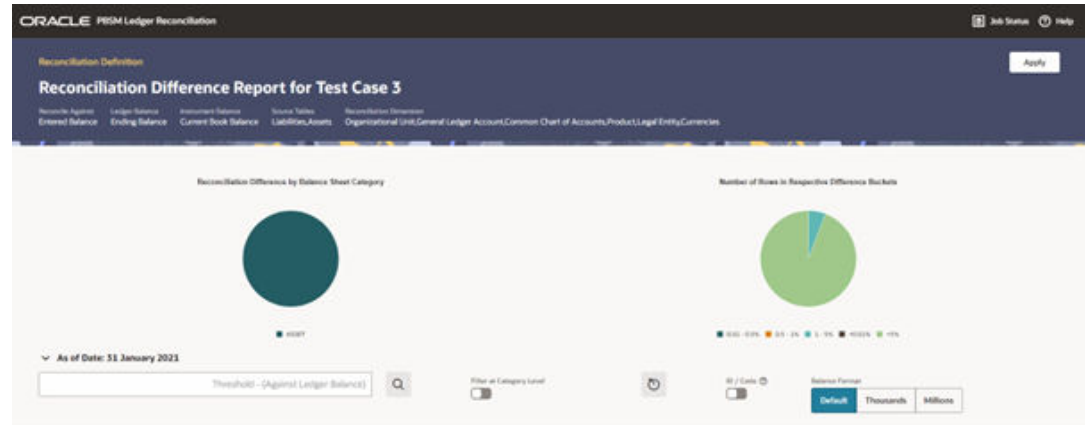 ORACLE PBSM Ledger Reconciliation
Job Status Help
Reconciliation Definition
Apply
Reconciliation Difference Report for Test Case 3
Reconcile Against Ledger Balance Instrument Balance Source Tables Reconciliation Dimension
Entered Balance Ending Balance Current Book Balance Liabilities,Assets Organizational Unit,General Ledger Account,Common Chart of Accounts,Product,Legal Entity,Currencies
Reconciliation Difference by Balance Sheet Category
Number of Rows in Respective Difference Buckets
ASSET
As of Date: 31 January 2021
Threshold - (Against Ledger Balance)
Filter at Category Level
ID / Code
Balance Format
Default Thousands Millions